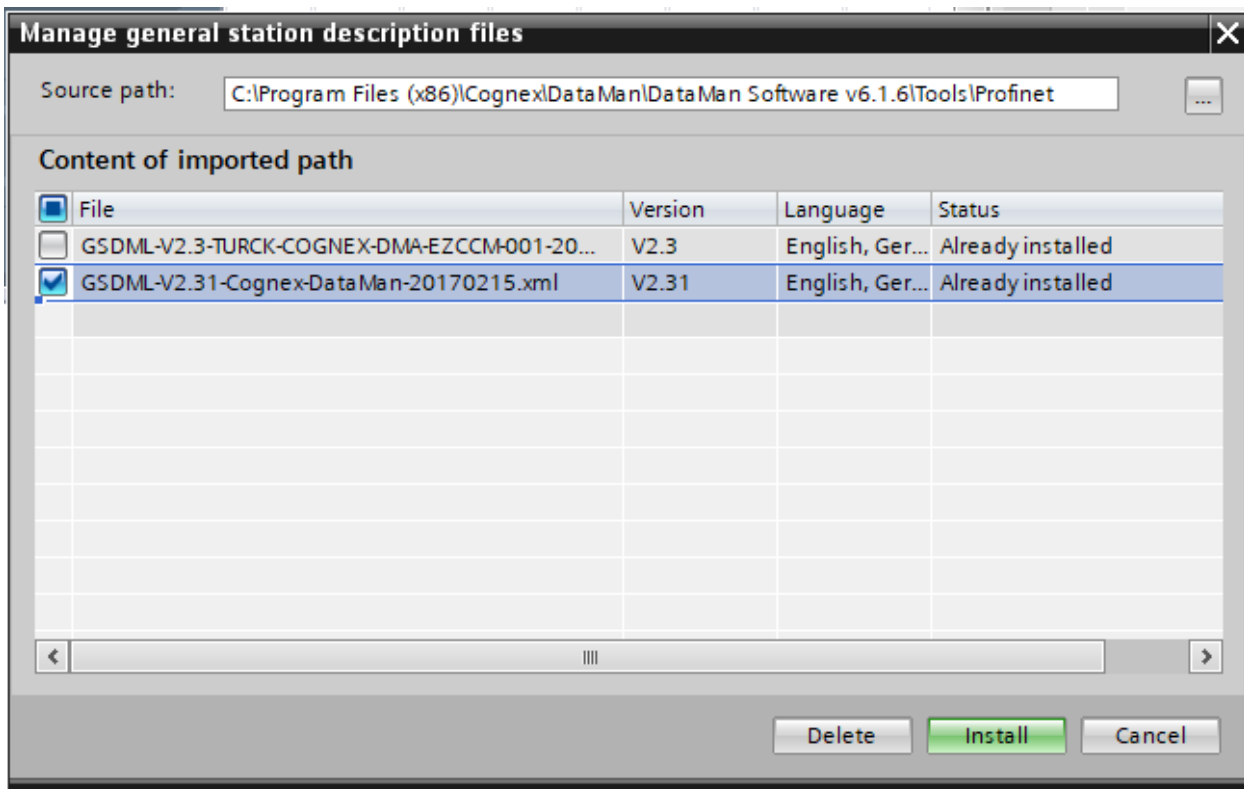 Manage general station description files
Source path: C:\Program Files (x86)\Cognex\DataMan\DataMan Software v6.1.6\Tools\Profinet ...
Content of imported path
File Version Language Status
GSDML-V2.3-TURCK-COGNEX-DMA-EZCCM-001-20... V2.3 English, Ger... Already installed
GSDML-V2.31-Cognex-DataMan-20170215.xml V2.31 English, Ger... Already installed
Delete Install Cancel